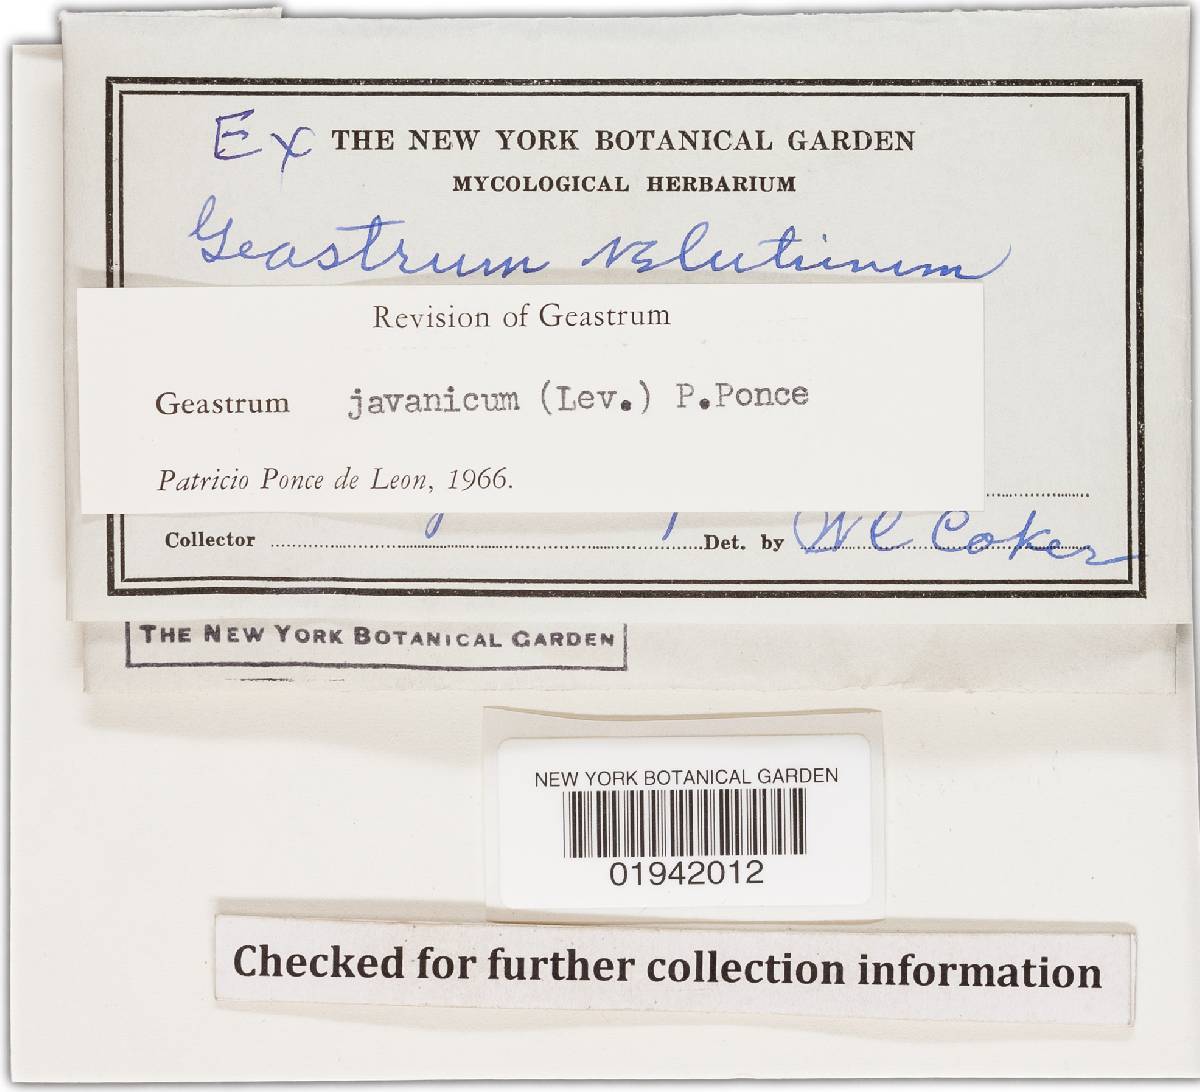 Ex THE NEW YORK BOTANICAL GARDEN
MYCOLOGICAL HERBARIUM
Geastrum velutinum
Revision of Geastrum
Geastrum javanicum (Lev.) P.Ponce
Patricio Ponce de Leon, 1966.
Collector Det. by W C Coker
THE NEW YORK BOTANICAL GARDEN
NEW YORK BOTANICAL GARDEN
01942012
Checked for further collection information